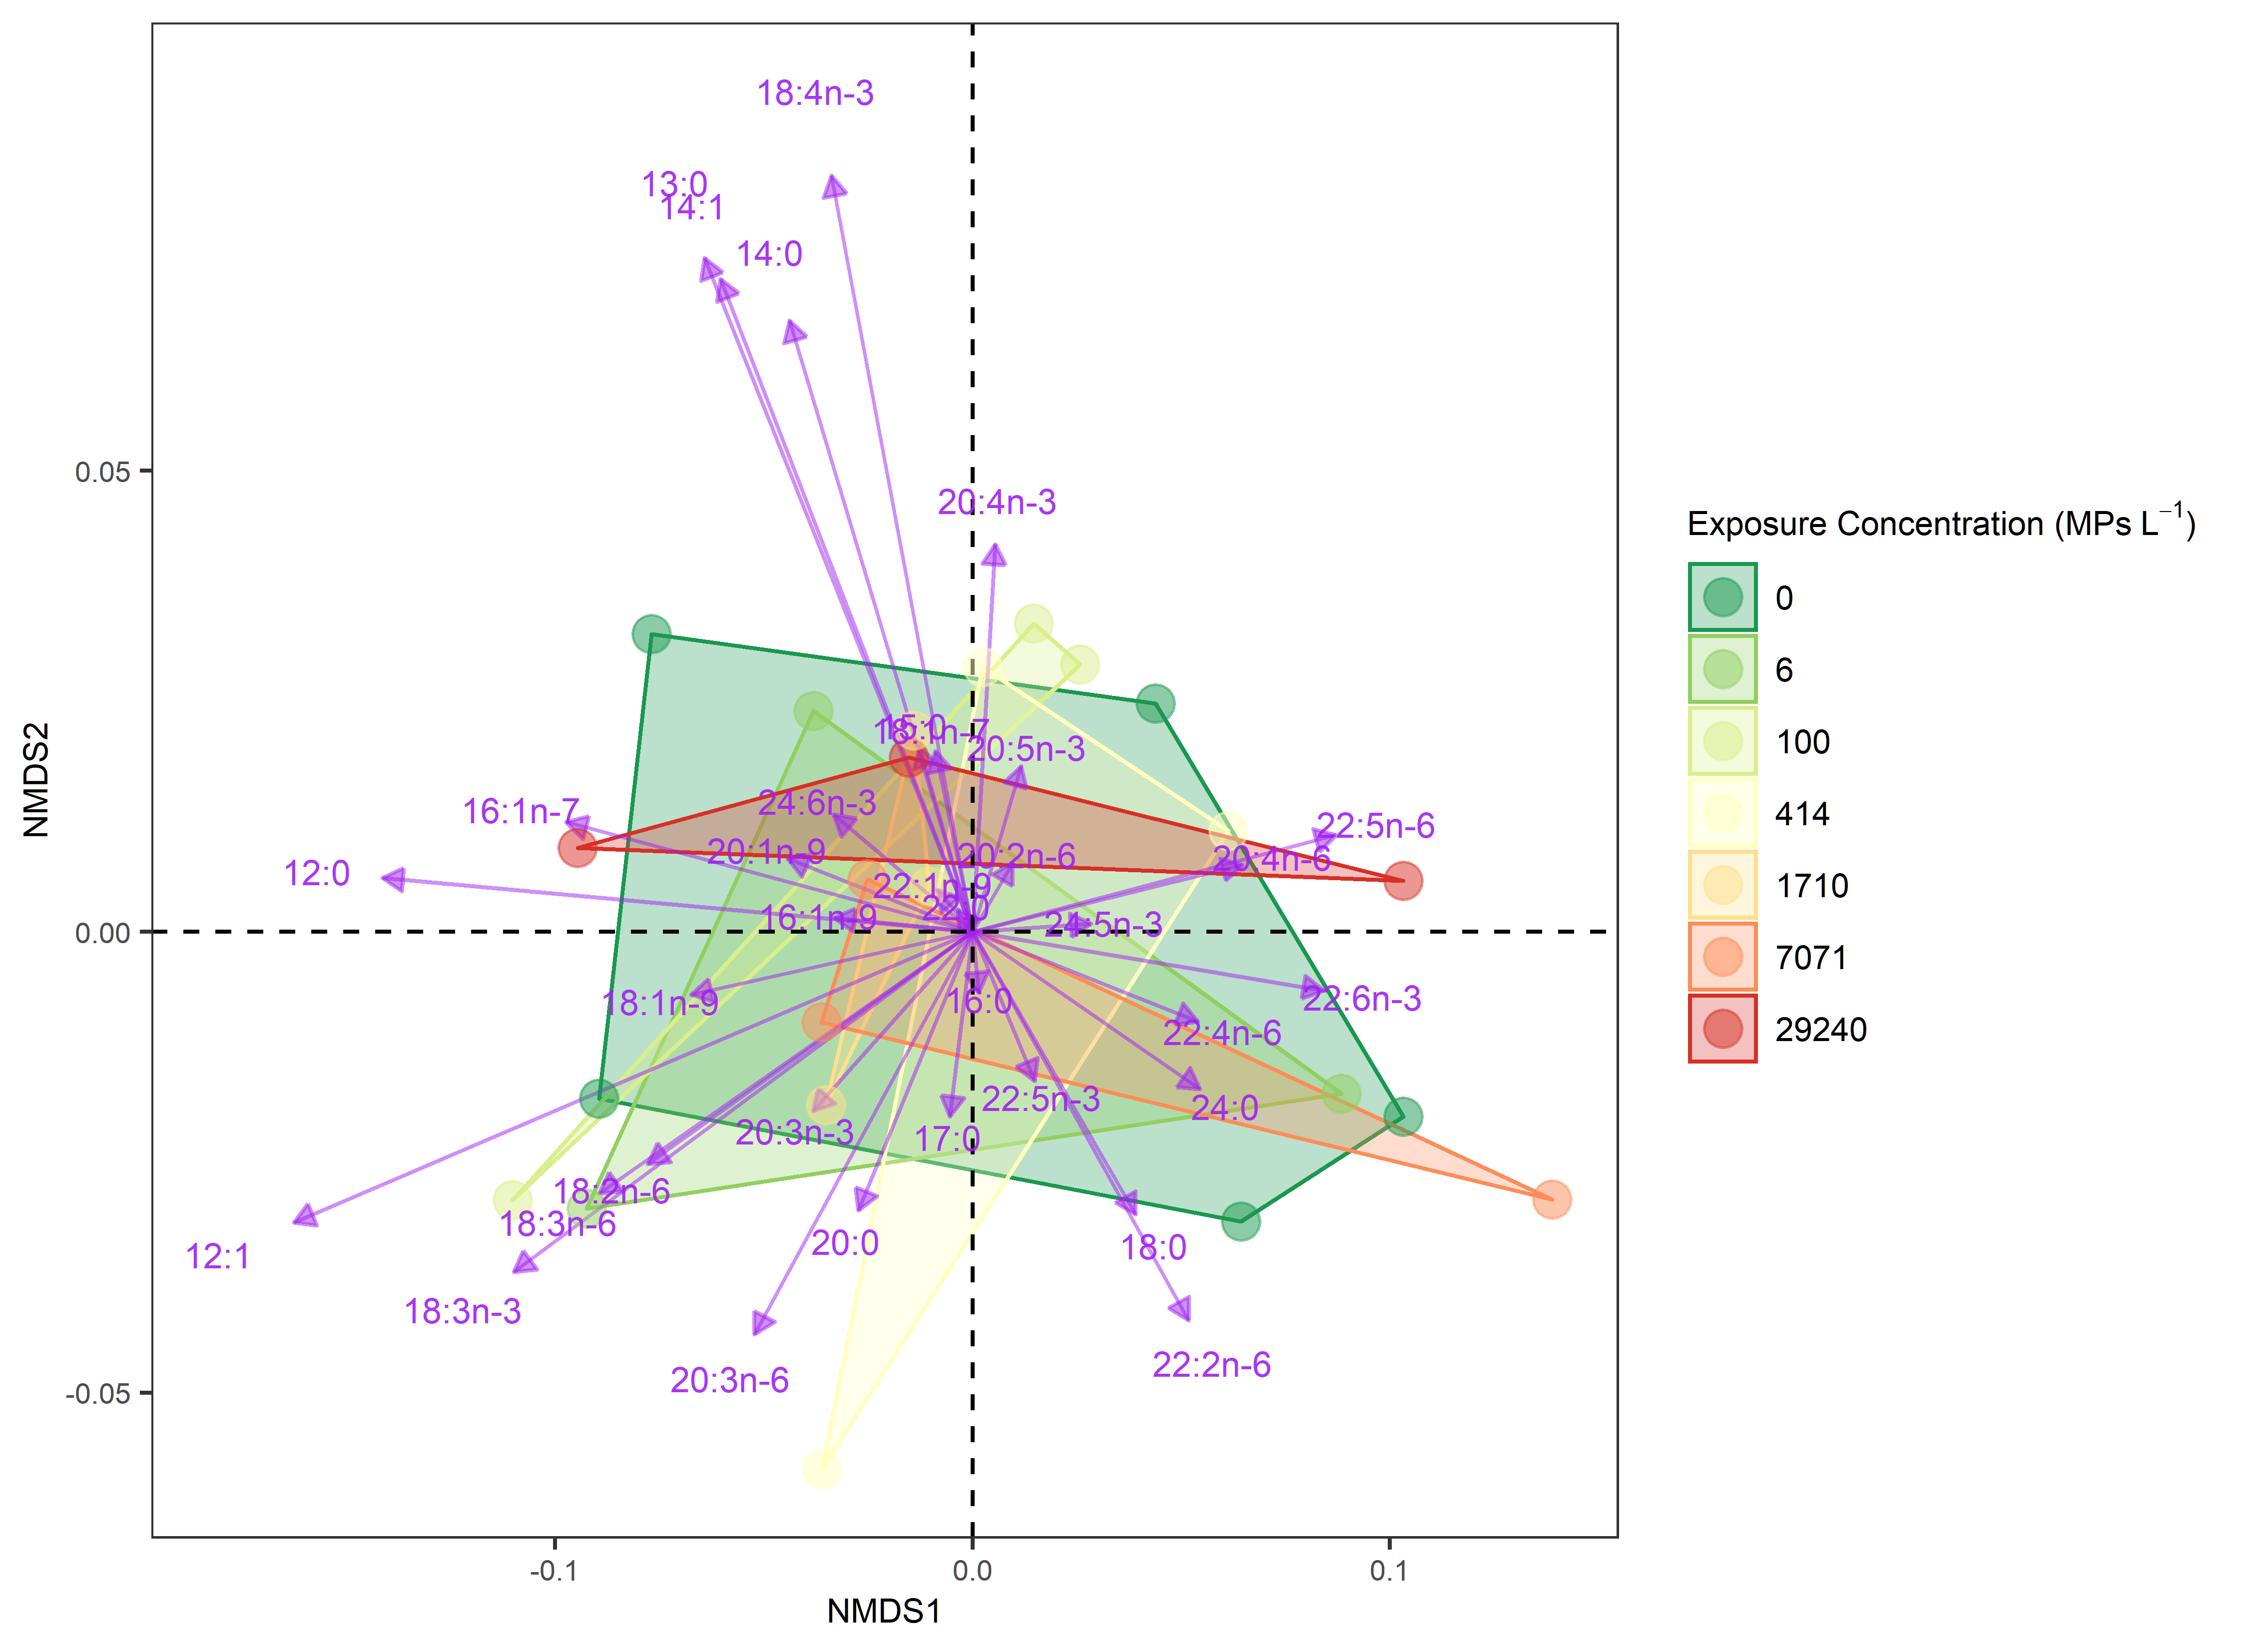 18:4n-3
13:0
14:1
14:0
0.05
20:4n-3
Exposure Concentration (MPs L⁻¹)
0
6
100
414
1710
7071
29240
15:0
18:1n-7
20:5n-3
NMDS2
24:6n-3
16:1n-7
22:5n-6
20:1n-9
20:2n-6
20:4n-6
12:0
22:1n-9
22:0
16:1n-9
24:5n-3
0.00
18:1n-9
16:0
22:6n-3
22:4n-6
22:5n-3
24:0
20:3n-3
17:0
18:2n-6
18:3n-6
20:0
18:0
12:1
18:3n-3
22:2n-6
20:3n-6
-0.05
-0.1
0.0
0.1
NMDS1